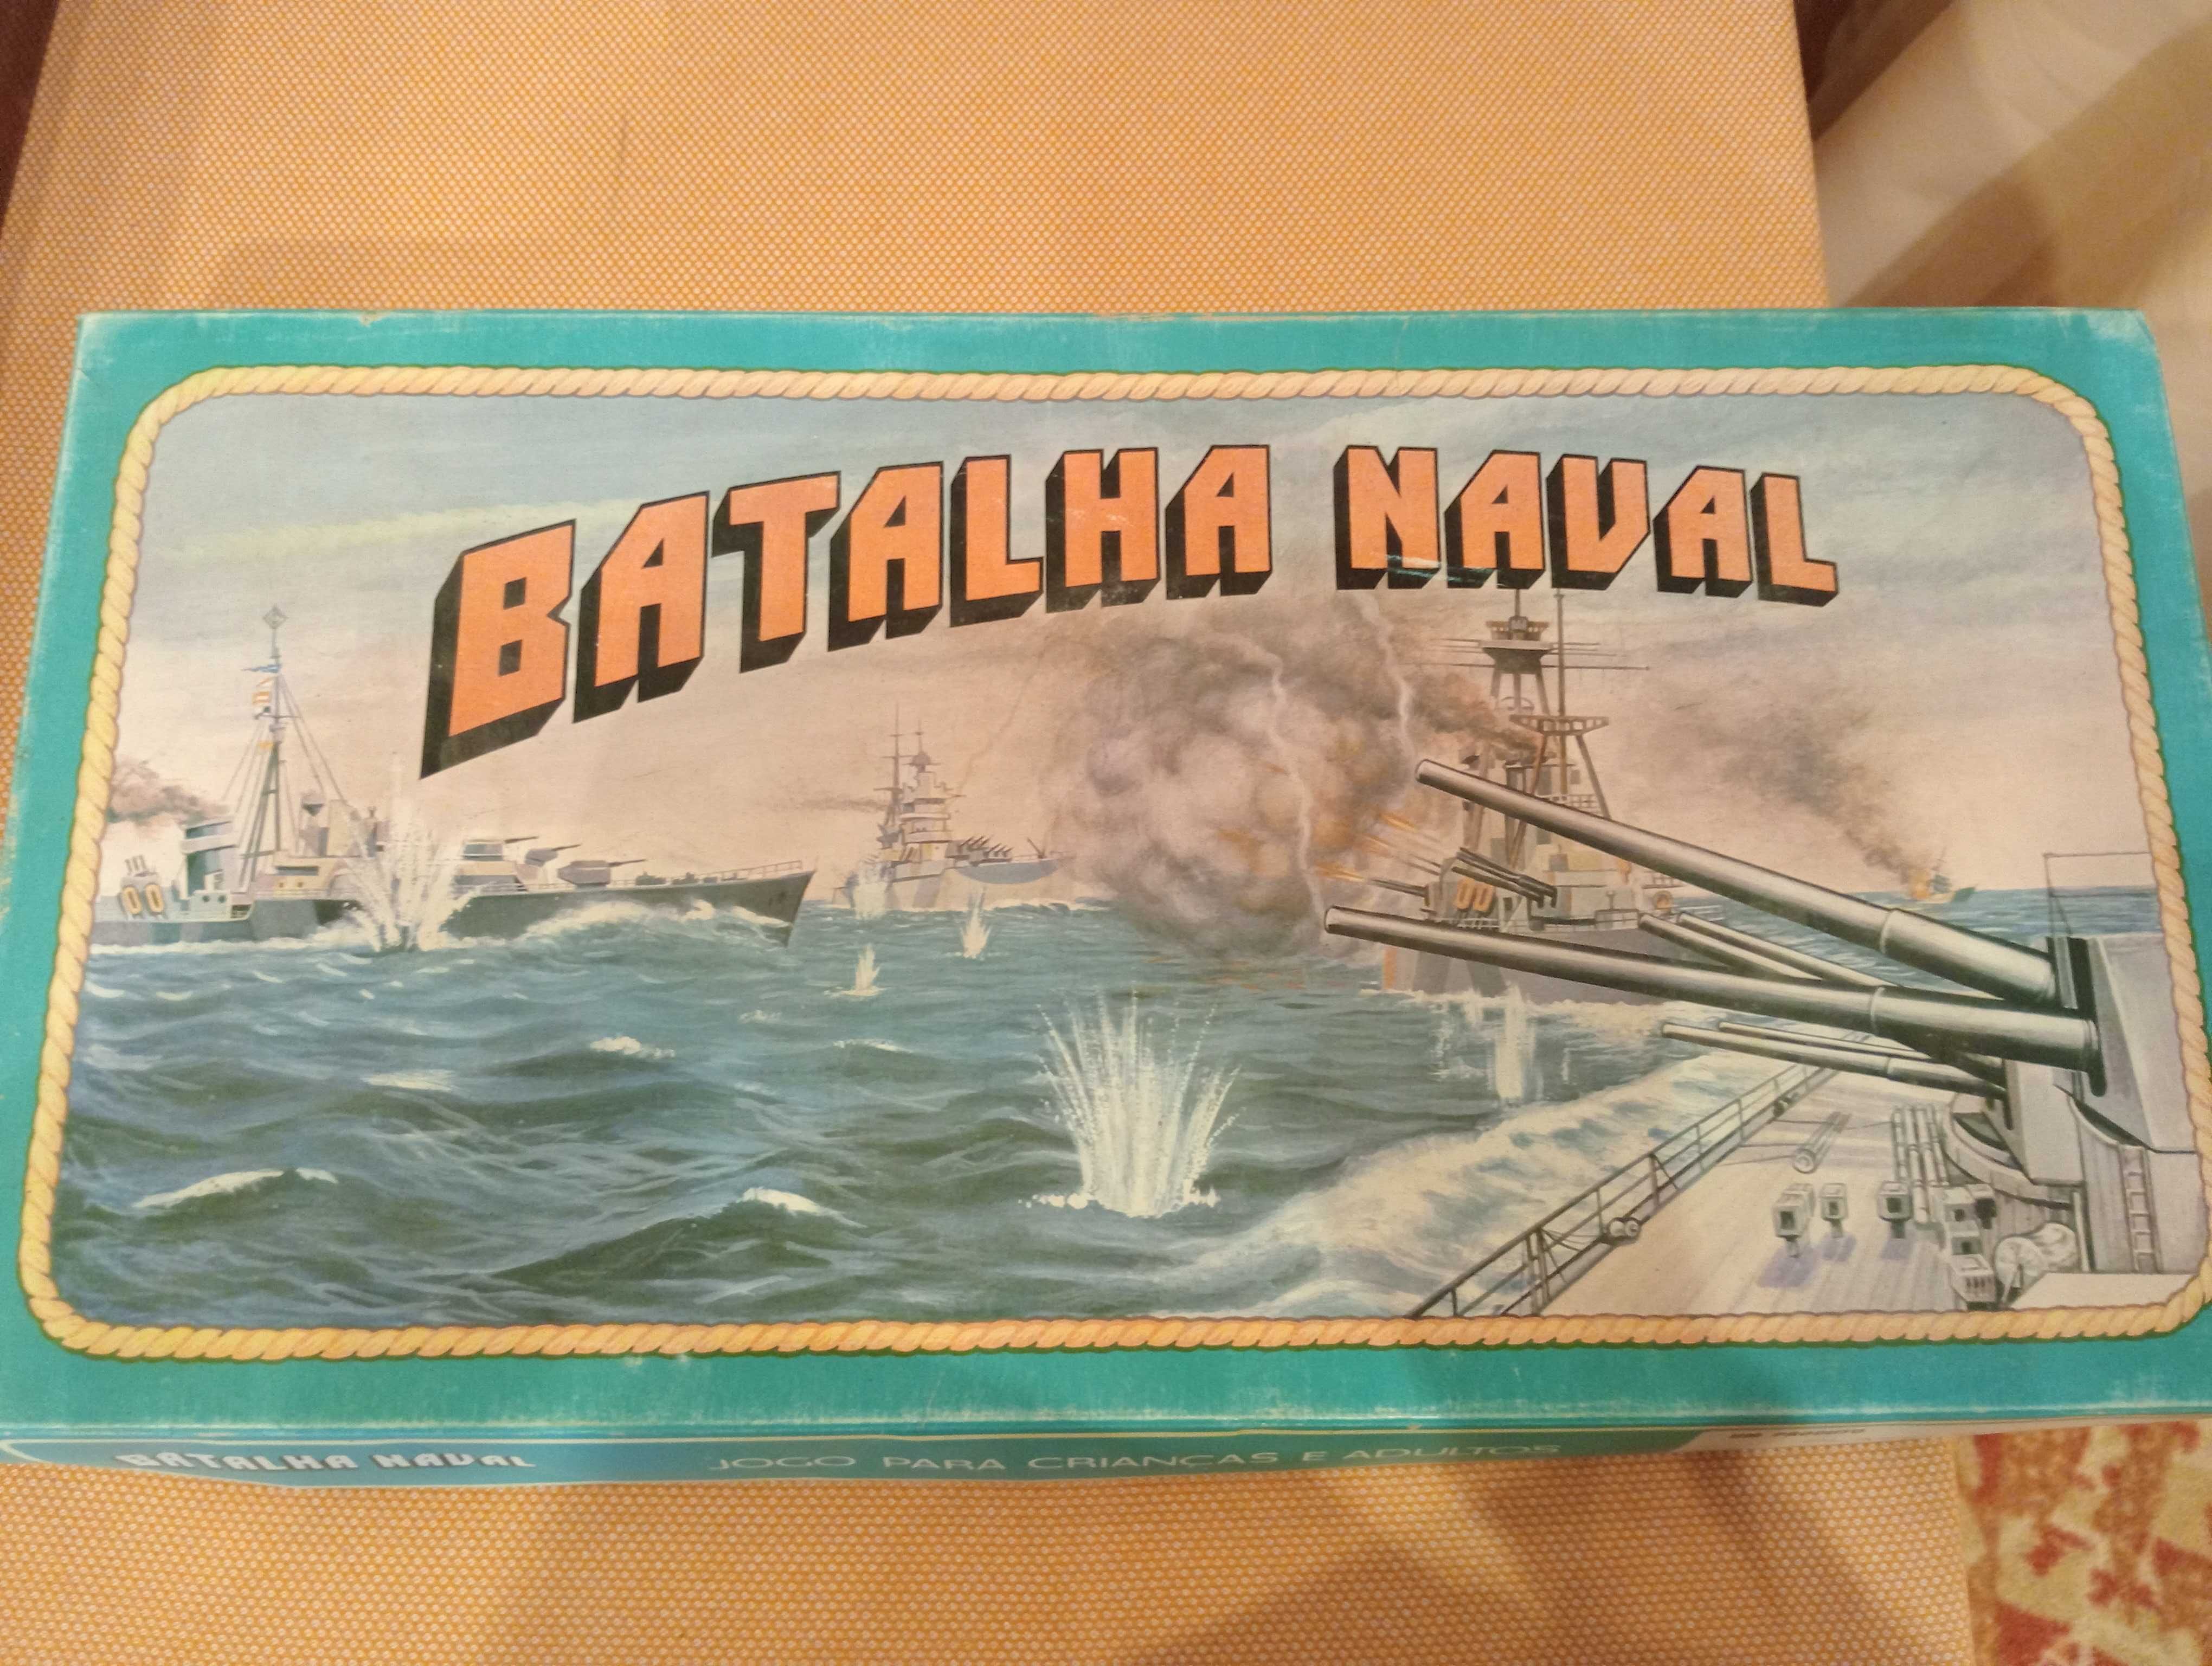 BATALHA NAVAL
BATALHA NAVAL
JOGO PARA CRIANÇAS E ADULTOS